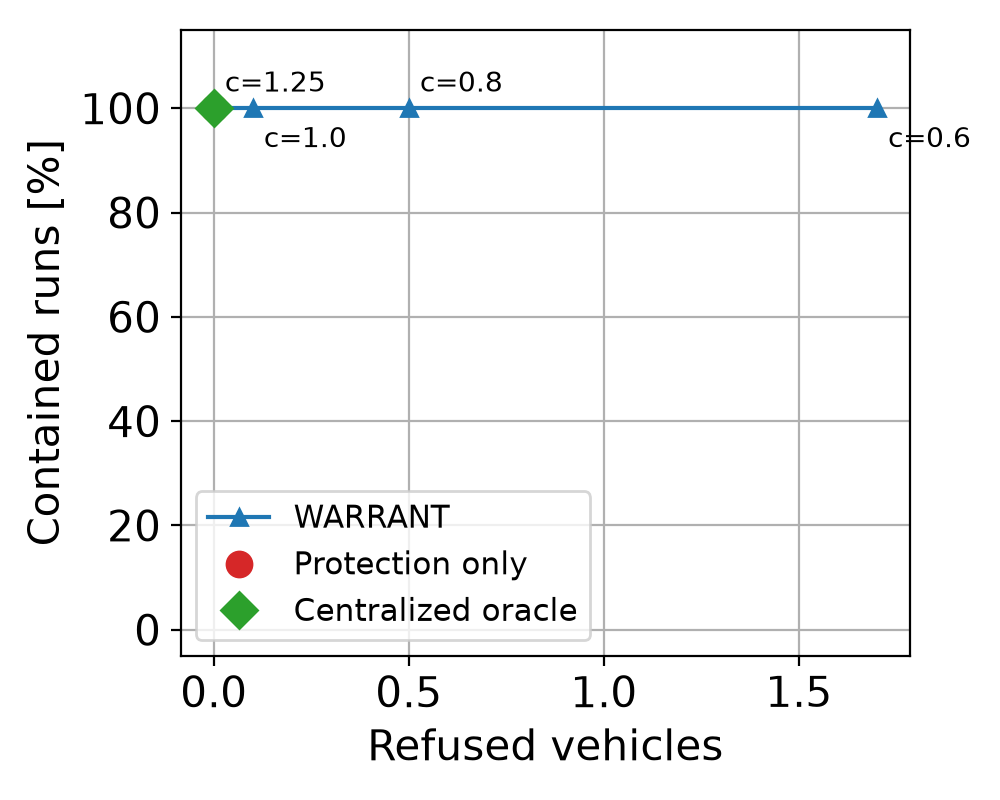 c=1.25
c=0.8
c=1.0
c=0.6
100
80
60
40
20
0
Contained runs [%]
WARRANT
Protection only
Centralized oracle
0.0 0.5 1.0 1.5
Refused vehicles